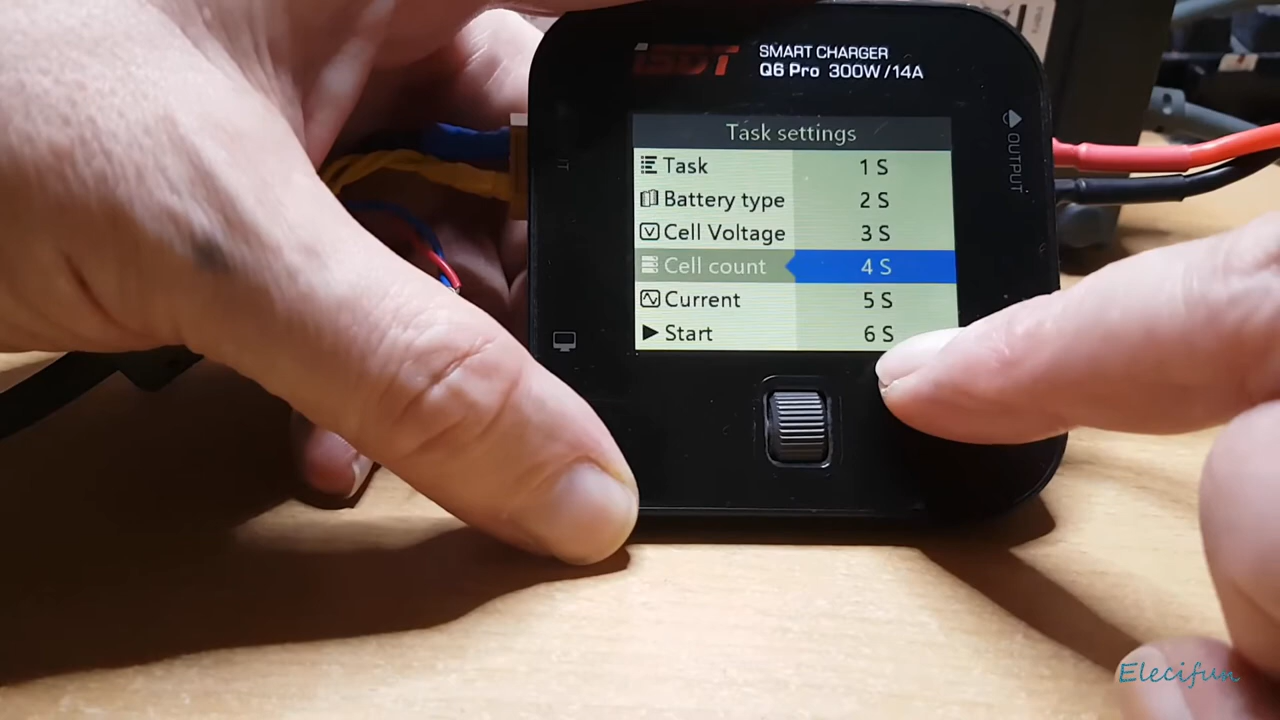 iSDT
SMART CHARGER
Q6 Pro 300W/14A
Task settings
Task 1 S
Battery type 2 S
Cell Voltage 3 S
Cell count 4 S
Current 5 S
Start 6 S
OUTPUT
Elecifun